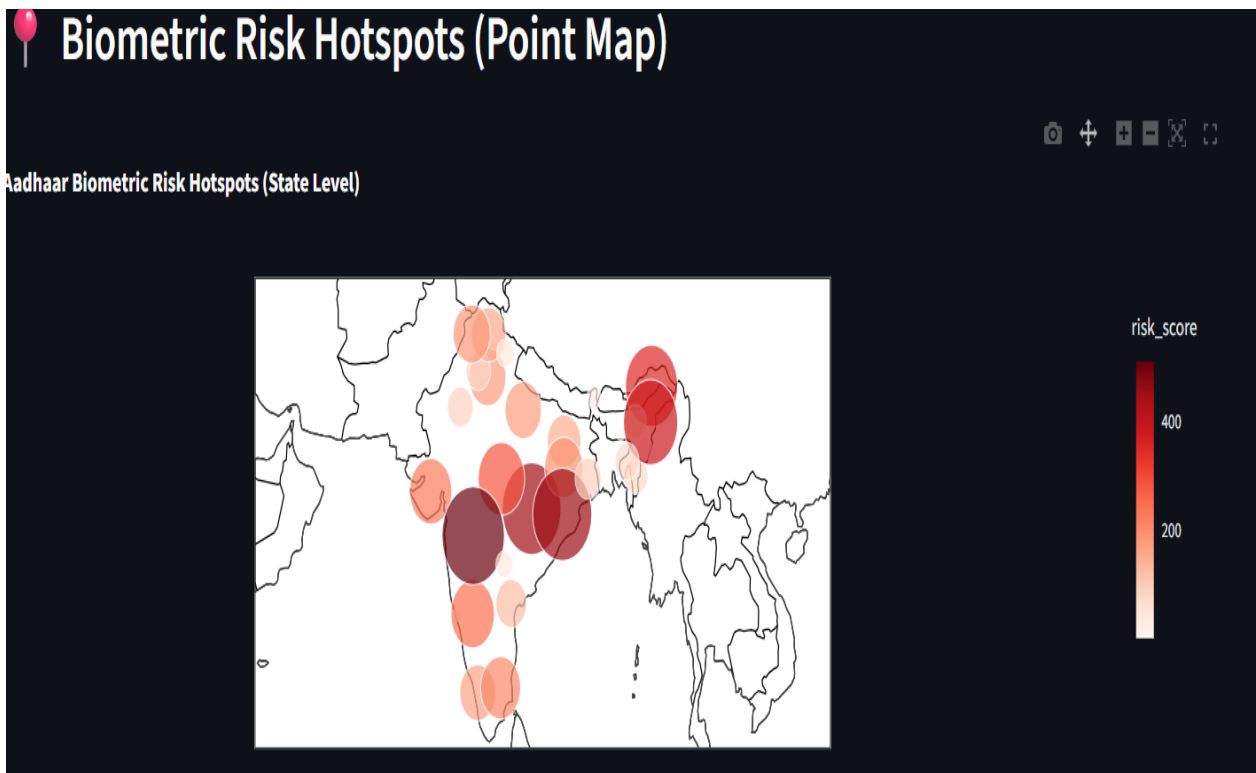 Biometric Risk Hotspots (Point Map)
Aadhaar Biometric Risk Hotspots (State Level)
risk_score
400
200